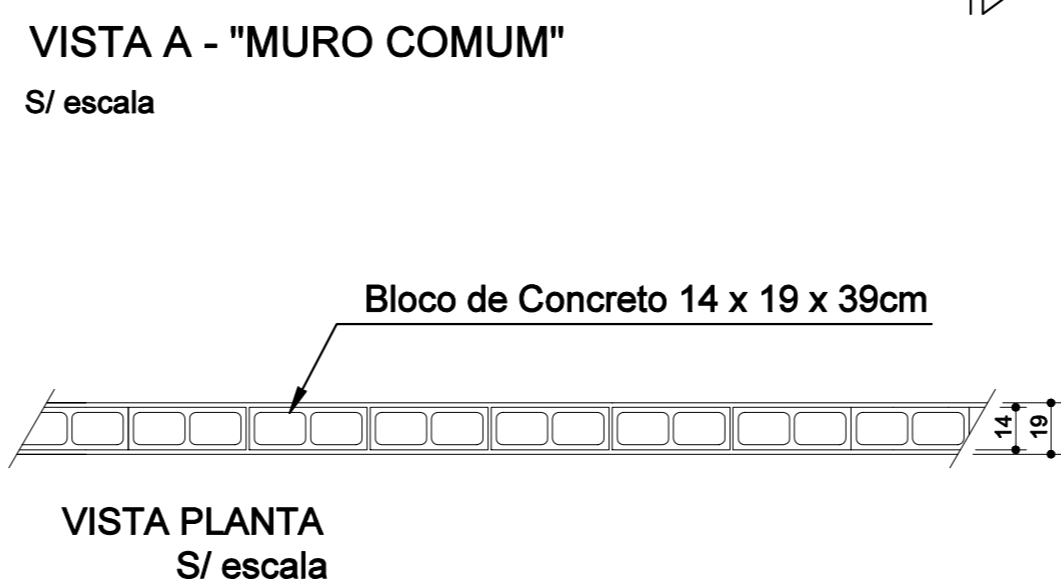 VISTA A - "MURO COMUM"
S/ escala
Bloco de Concreto 14 x 19 x 39cm
14
19
VISTA PLANTA
S/ escala